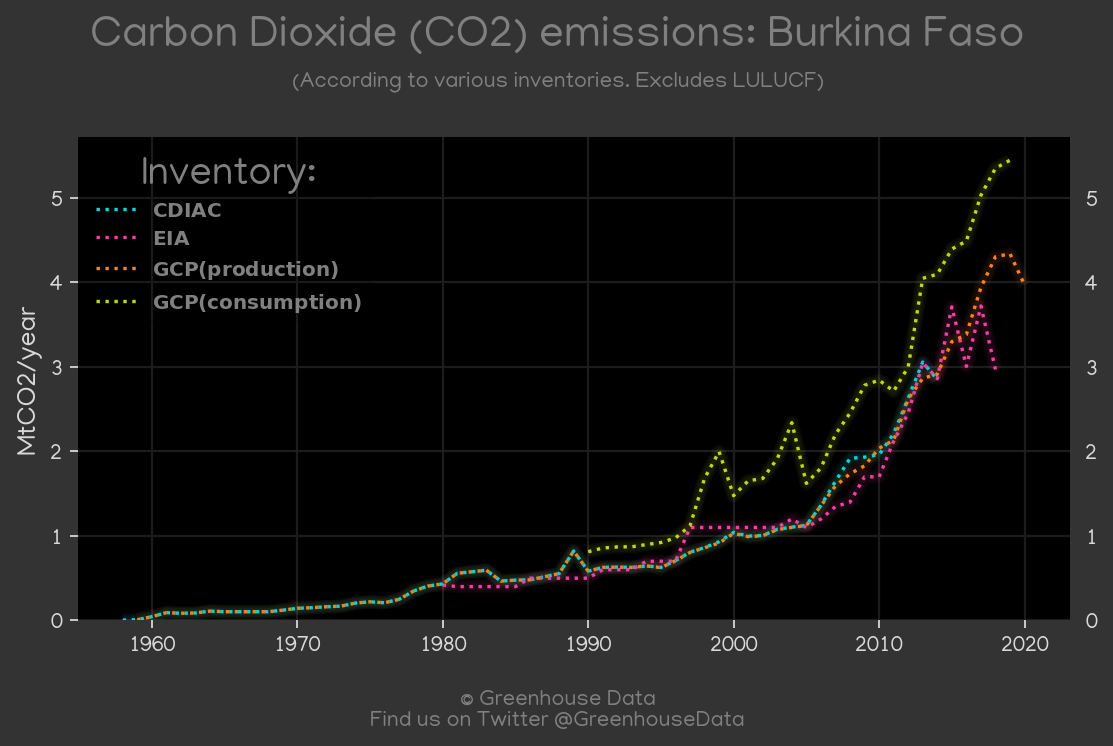 Carbon Dioxide (CO2) emissions: Burkina Faso
(According to various inventories. Excludes LULUCF)
Inventory:
CDIAC
EIA
GCP(production)
GCP(consumption)
MtCO2/year
5
4
3
2
1
0
5
4
3
2
1
0
1960 1970 1980 1990 2000 2010 2020
© Greenhouse Data
Find us on Twitter @GreenhouseData